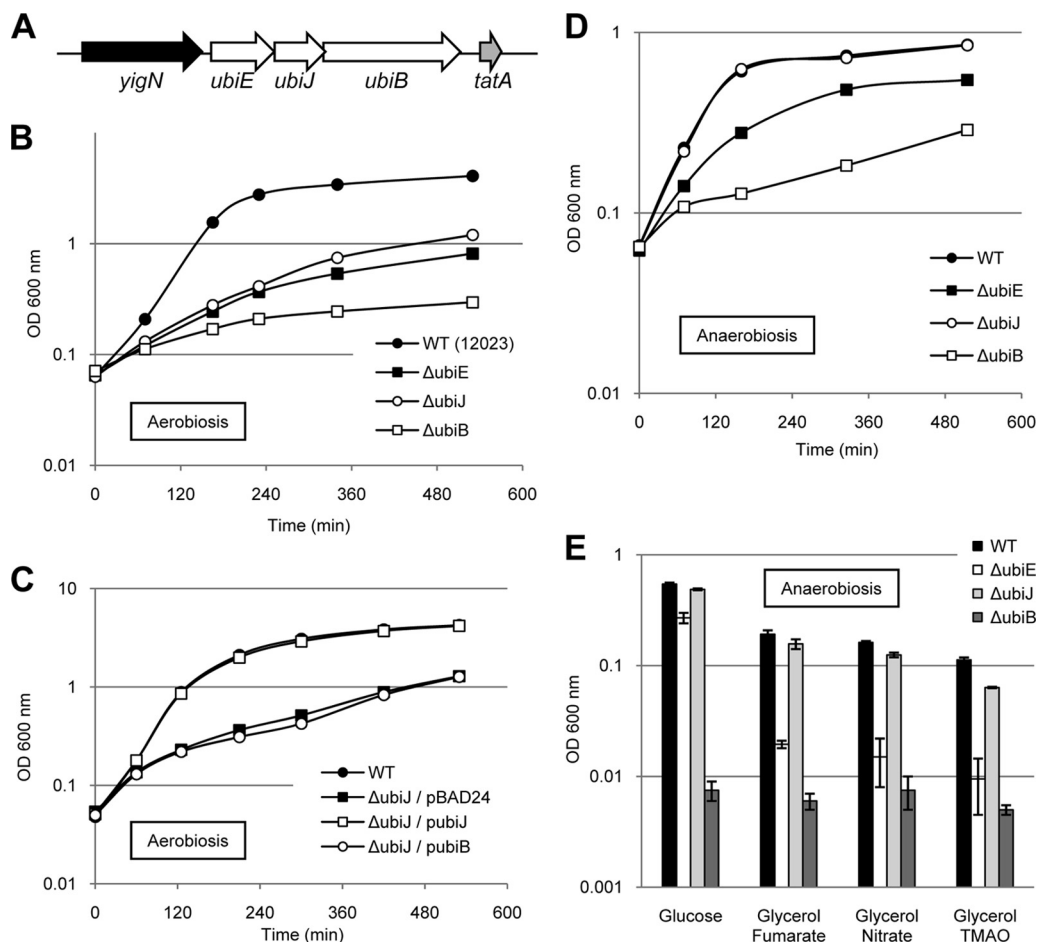 A
yigN
ubiE
ubiJ
ubiB
tatA
B
OD 600 nm
1
0.1
0.01
WT (12023)
ΔubiE
ΔubiJ
ΔubiB
Aerobiosis
0
120
240
360
480
600
Time (min)
C
OD 600 nm
10
1
0.1
0.01
WT
ΔubiJ / pBAD24
ΔubiJ / pubiJ
ΔubiJ / pubiB
Aerobiosis
0
120
240
360
480
600
Time (min)
D
OD 600 nm
1
0.1
0.01
WT
ΔubiE
ΔubiJ
ΔubiB
Anaerobiosis
0
120
240
360
480
600
Time (min)
E
OD 600 nm
1
0.1
0.01
0.001
Anaerobiosis
WT
ΔubiE
ΔubiJ
ΔubiB
Glucose
Glycerol
Fumarate
Glycerol
Nitrate
Glycerol
TMAO